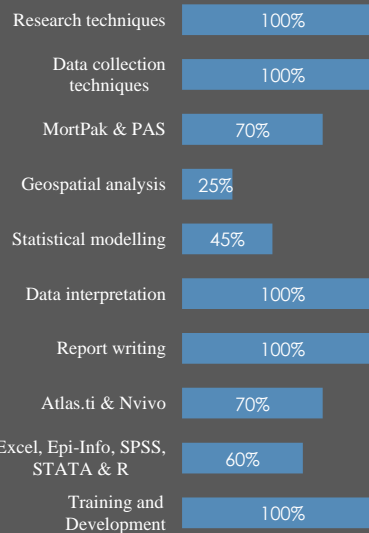 Research techniques
100%
Data collection
techniques
100%
MortPak & PAS
70%
Geospatial analysis
25%
Statistical modelling
45%
Data interpretation
100%
Report writing
100%
Atlas.ti & Nvivo
70%
Excel, Epi-Info, SPSS,
STATA & R
60%
Training and
Development
100%